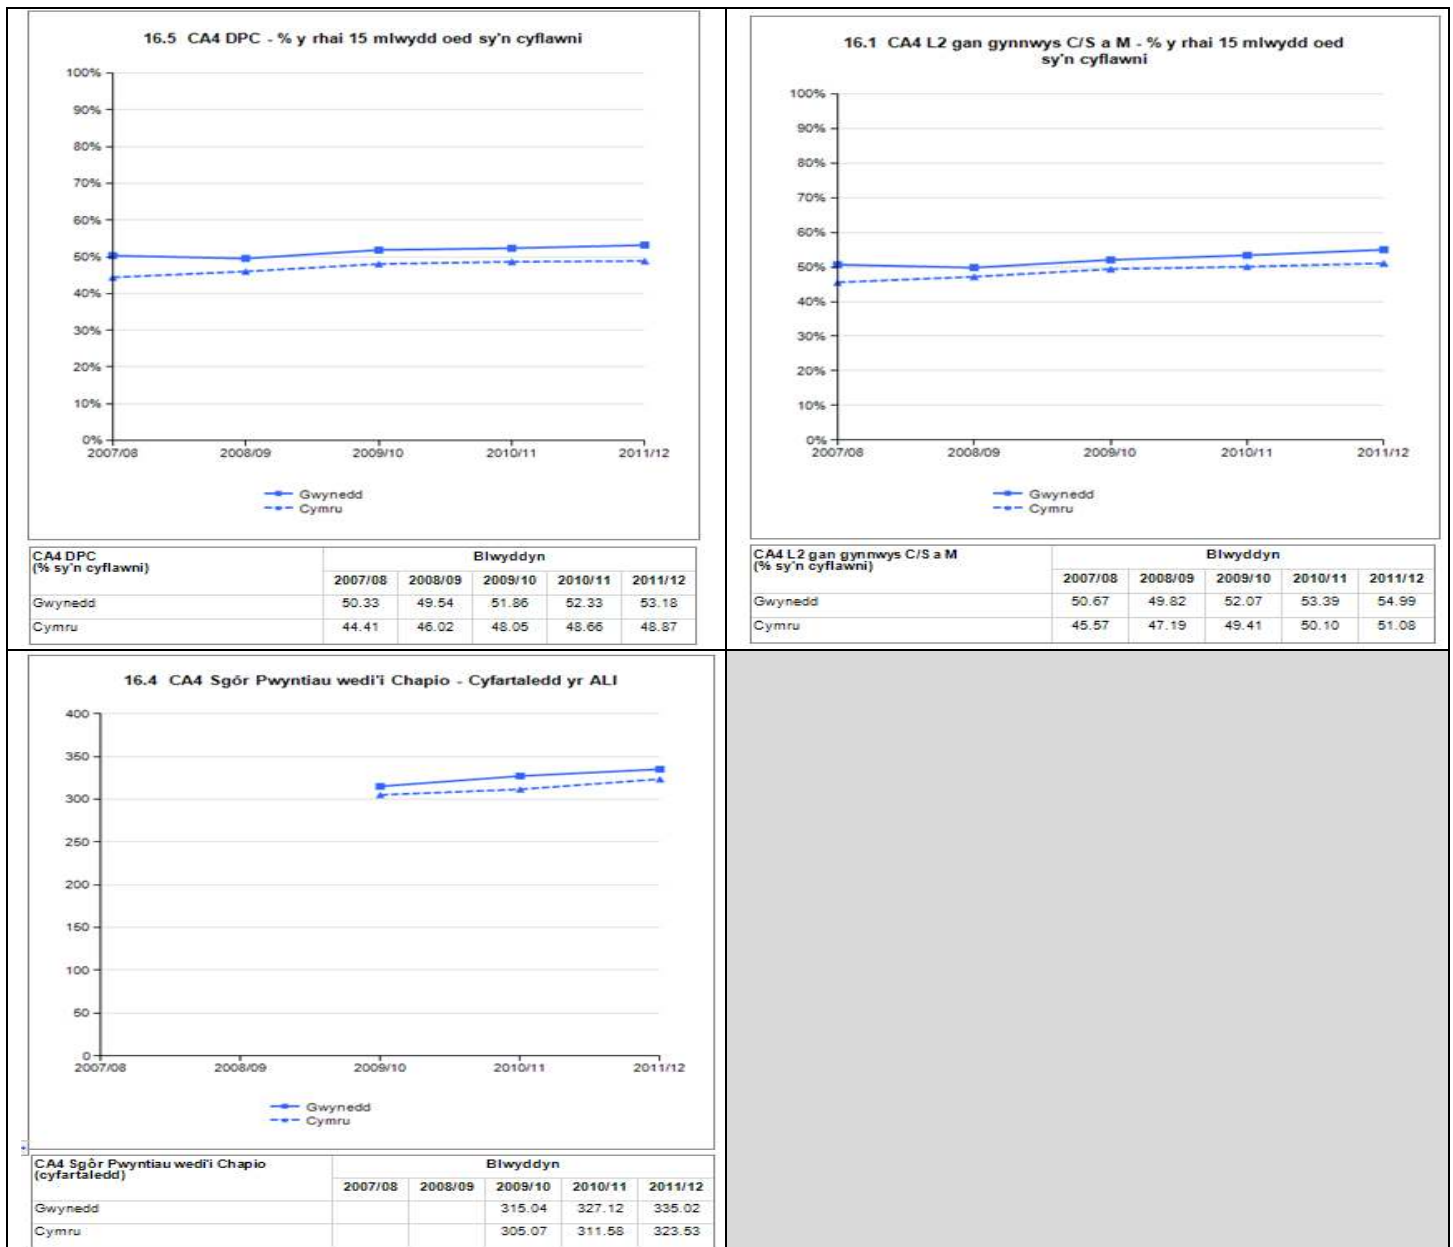 16.5 CA4 DPC - % y rhai 15 mlwydd oed sy'n cyflawni
100%
90%
80%
70%
60%
50%
40%
30%
20%
10%
0%
2007/08 2008/09 2009/10 2010/11 2011/12
Gwynedd
Cymru
CA4 DPC
(% sy'n cyflawni)
Blwyddyn
2007/08 2008/09 2009/10 2010/11 2011/12
Gwynedd 50.33 49.54 51.86 52.33 53.18
Cymru 44.41 46.02 48.05 48.66 48.87
16.1 CA4 L2 gan gynnwys C/S a M - % y rhai 15 mlwydd oed
sy'n cyflawni
100%
90%
80%
70%
60%
50%
40%
30%
20%
10%
0%
2007/08 2008/09 2009/10 2010/11 2011/12
Gwynedd
Cymru
CA4 L2 gan gynnwys C/S a M
(% sy'n cyflawni)
Blwyddyn
2007/08 2008/09 2009/10 2010/11 2011/12
Gwynedd 50.67 49.82 52.07 53.39 54.99
Cymru 45.57 47.19 49.41 50.10 51.08
16.4 CA4 Sgôr Pwyntiau wedi'i Chapio - Cyfartaledd yr ALl
400
350
300
250
200
150
100
50
0
2007/08 2008/09 2009/10 2010/11 2011/12
Gwynedd
Cymru
CA4 Sgôr Pwyntiau wedi'i Chapio
(cyfartaledd)
Blwyddyn
2007/08 2008/09 2009/10 2010/11 2011/12
Gwynedd 315.04 327.12 335.02
Cymru 305.07 311.58 323.53